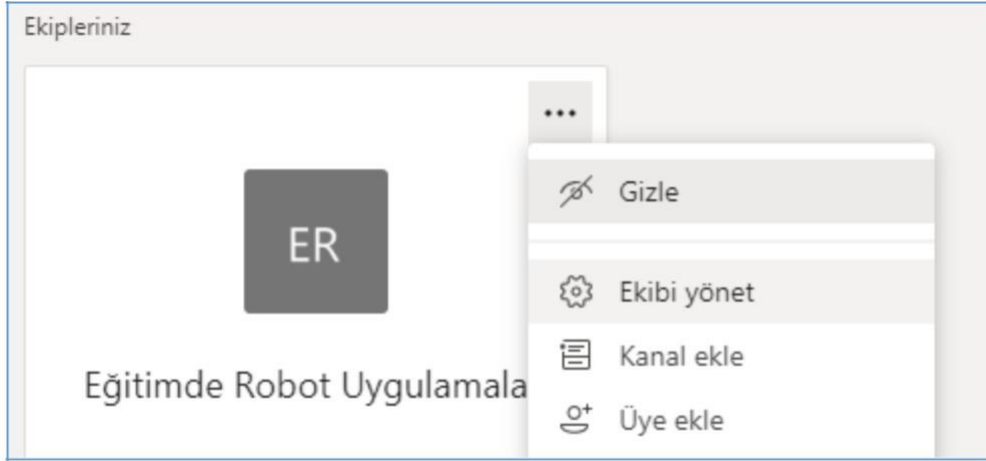 Ekipleriniz
...
ER
Eğitimde Robot Uygulamala
Gizle
Ekibi yönet
Kanal ekle
Üye ekle